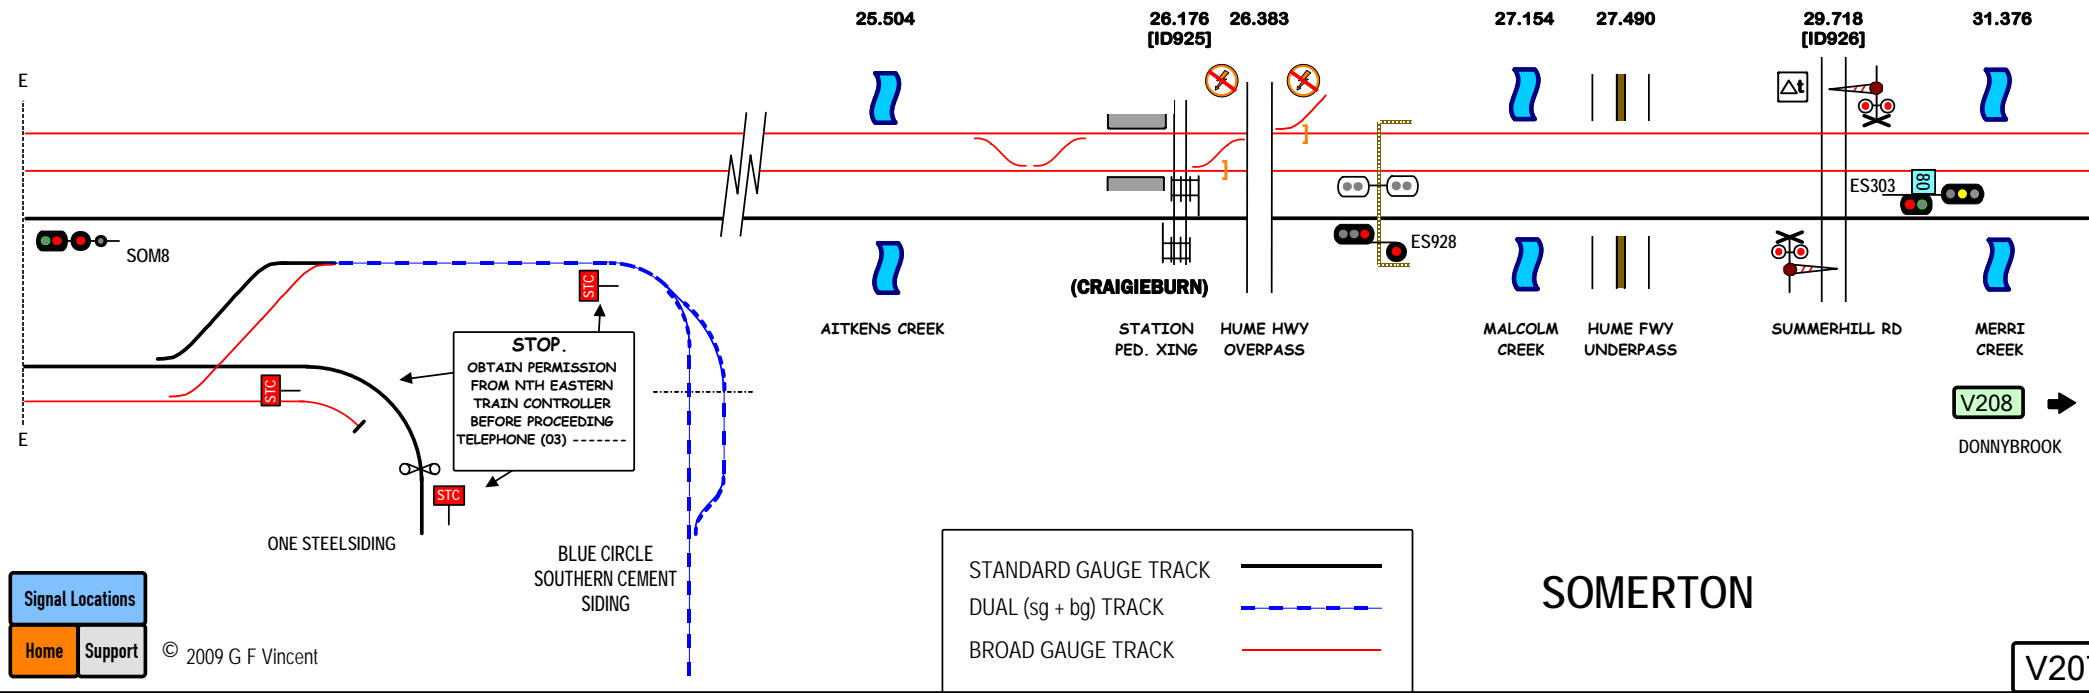 25.504
26.176
[ID925]
26.383
27.154
27.490
29.718
[ID926]
31.376
E
Δt
ES303
80
SOM8
ES928
STC
(CRAIGIEBURN)
AITKENS CREEK
STATION
PED. XING
HUME HWY
OVERPASS
MALCOLM
CREEK
HUME FWY
UNDERPASS
SUMMERHILL RD
MERRI
CREEK
STOP.
OBTAIN PERMISSION
FROM NTH EASTERN
TRAIN CONTROLLER
BEFORE PROCEEDING
TELEPHONE (03) -------
STC
E
STC
V208
DONNYBROOK
ONE STEELSIDING
BLUE CIRCLE
SOUTHERN CEMENT
SIDING
STANDARD GAUGE TRACK
DUAL (sg + bg) TRACK
BROAD GAUGE TRACK
SOMERTON
Signal Locations
Home
Support
© 2009 G F Vincent
V207